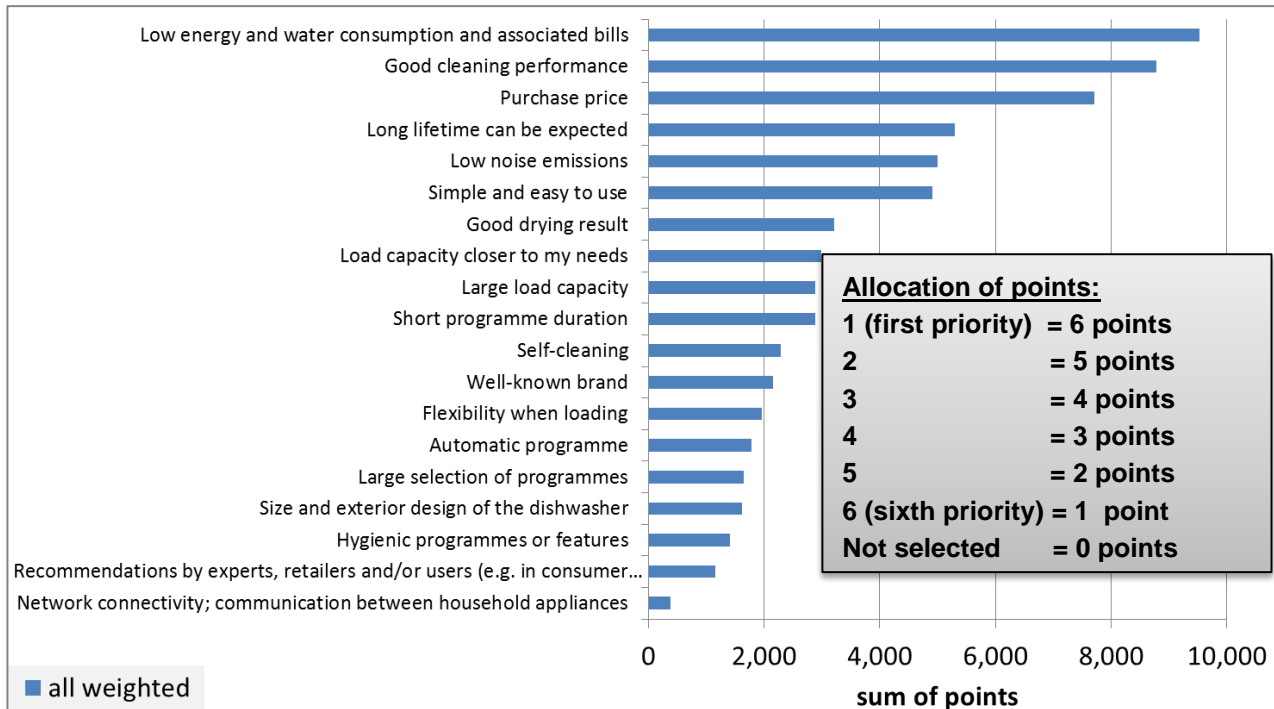 Low energy and water consumption and associated bills
Good cleaning performance
Purchase price
Long lifetime can be expected
Low noise emissions
Simple and easy to use
Good drying result
Load capacity closer to my needs
Large load capacity
Short programme duration
Self-cleaning
Well-known brand
Flexibility when loading
Automatic programme
Large selection of programmes
Size and exterior design of the dishwasher
Hygienic programmes or features
Recommendations by experts, retailers and/or users (e.g. in consumer...
Network connectivity; communication between household appliances
Allocation of points:
1 (first priority) = 6 points
2 = 5 points
3 = 4 points
4 = 3 points
5 = 2 points
6 (sixth priority) = 1 point
Not selected = 0 points
0 2,000 4,000 6,000 8,000 10,000
sum of points
all weighted